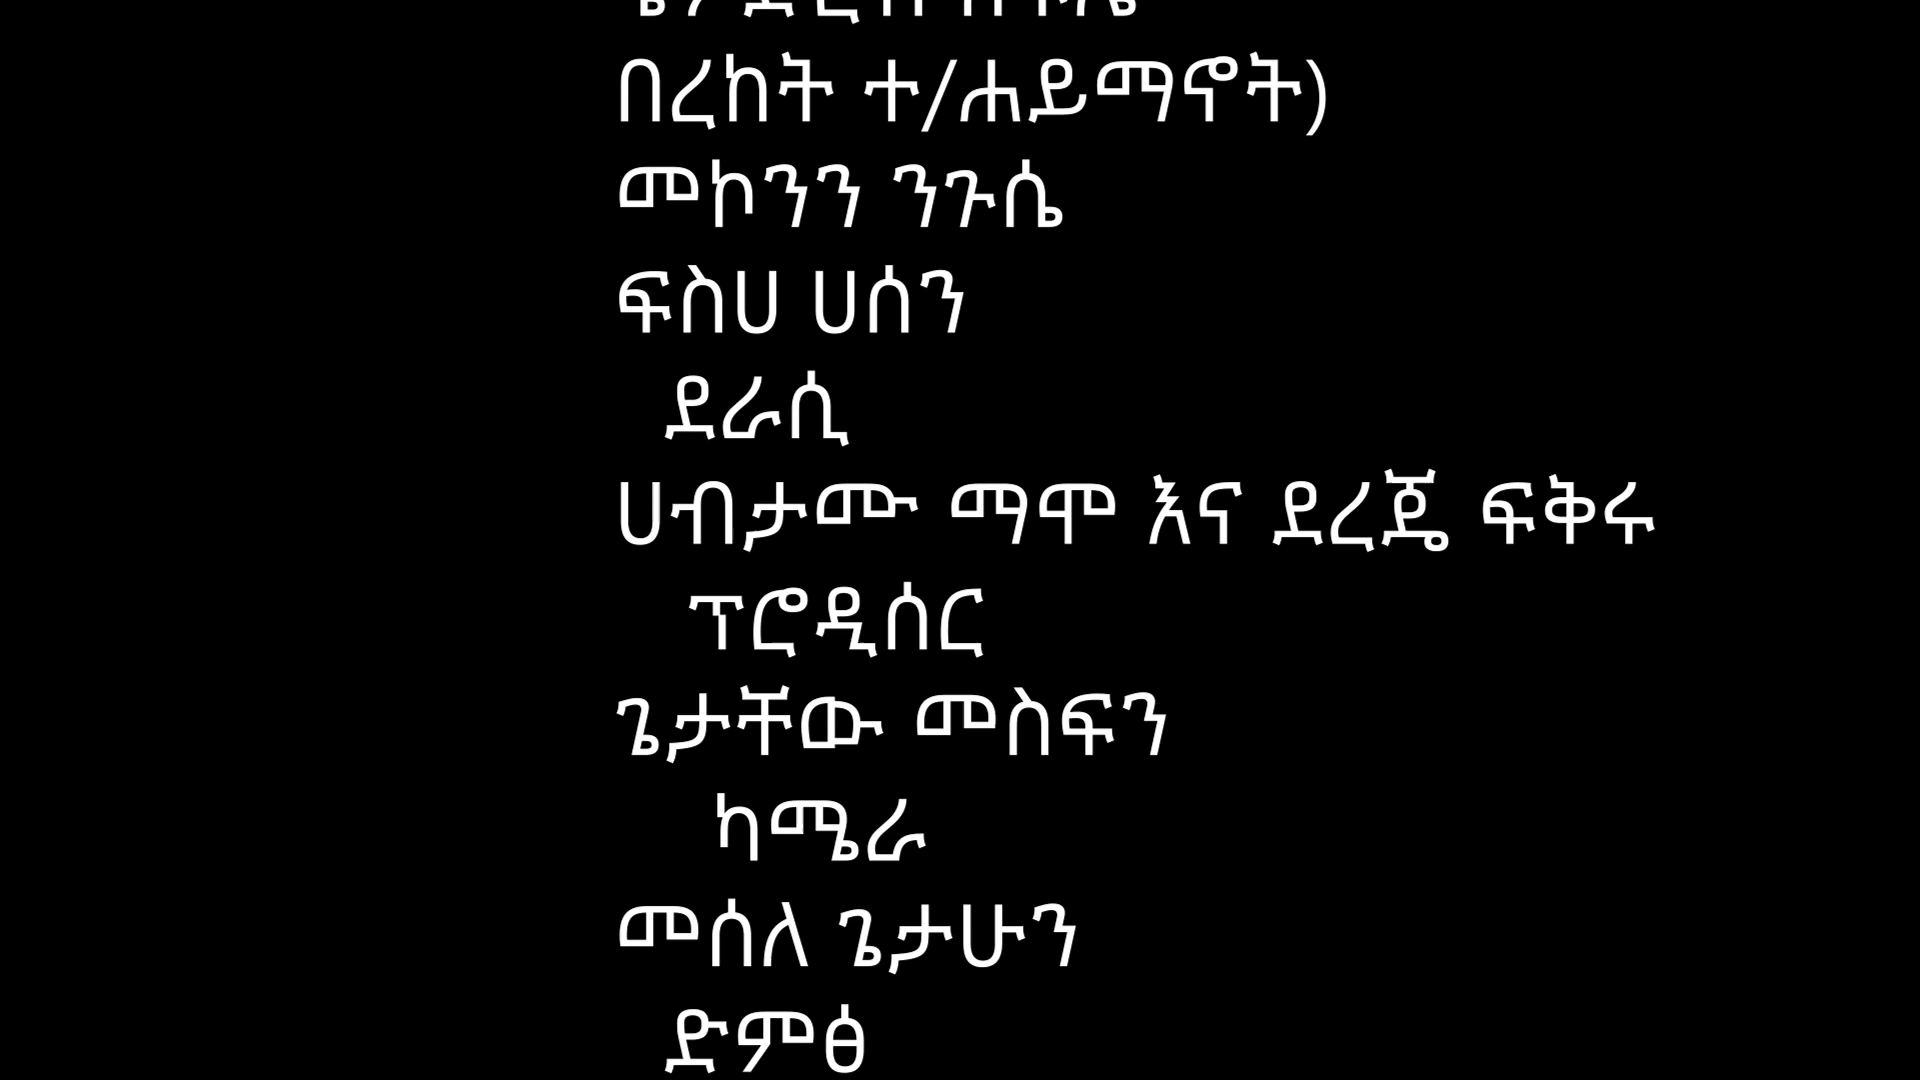 በረከት ተ/ሐይማኖት)
መኮንን ንጉሴ
ፍስሀ ሀሰን
ደራሲ
ሀብታሙ ማሞ እና ደረጄ ፍቅሩ
ፕሮዲሰር
ጌታቸው መስፍን
ካሜራ
መሰለ ጌታሁን
ድምፅ